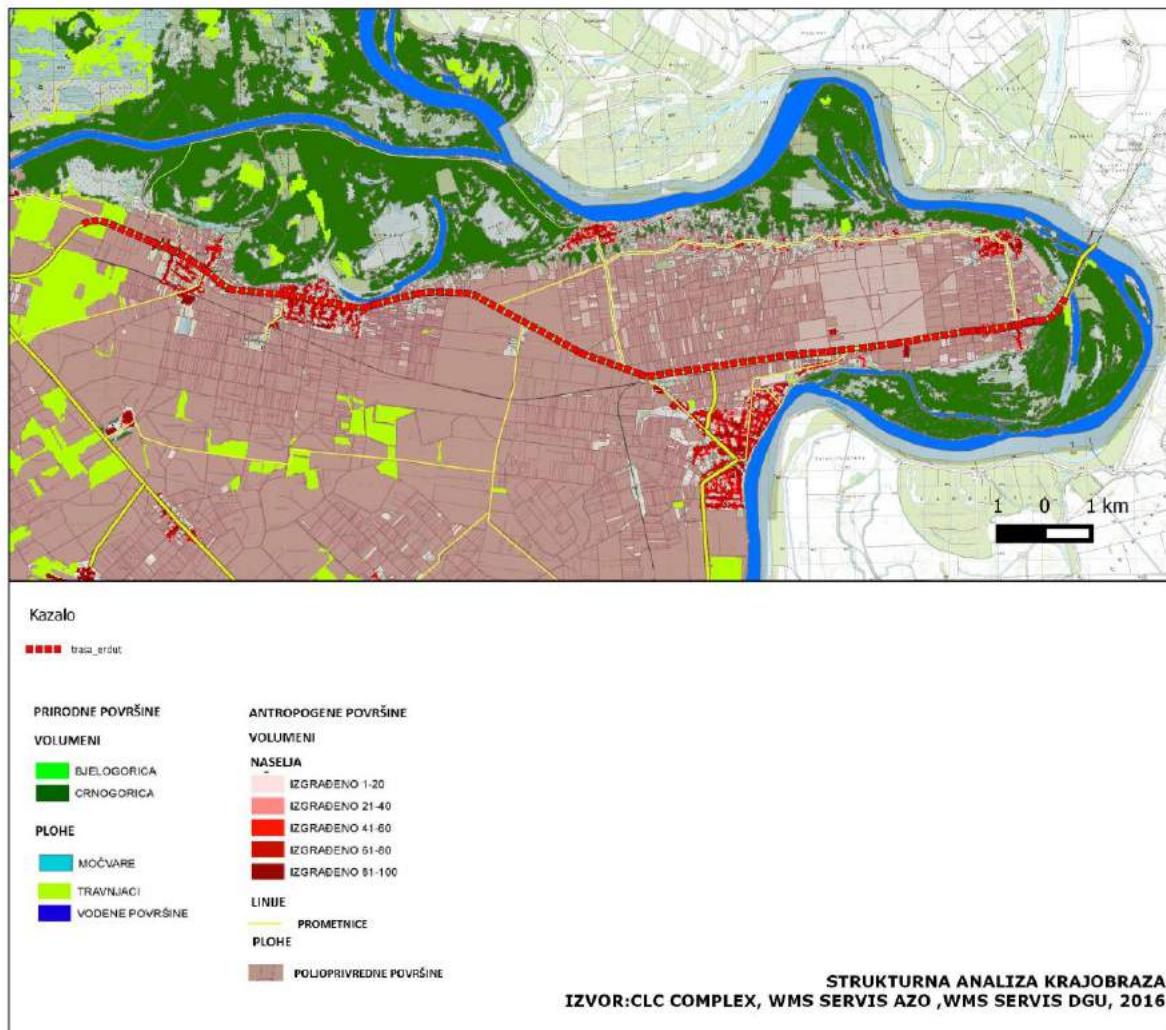 1 0 1 km
Kazalo
trasa_erdut
PRIRODNE POVRŠINE
VOLUMENI
BJELOGORICA
CRNOGORICA
PLOHE
MOČVARE
TRAVNJACI
VODENE POVRŠINE
ANTROPOGENE POVRŠINE
VOLUMENI
NASELJA
IZGRAĐENO 1-20
IZGRAĐENO 21-40
IZGRAĐENO 41-60
IZGRAĐENO 61-80
IZGRAĐENO 81-100
LINIJE
PROMETNICE
PLOHE
POLJOPRIVREDNE POVRŠINE
STRUKTURNA ANALIZA KRAJOBRAZA
IZVOR:CLC COMPLEX, WMS SERVIS AZO ,WMS SERVIS DGU, 2016